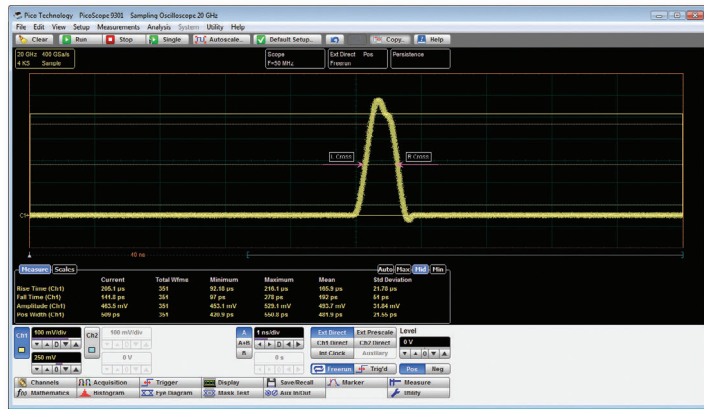 Pico Technology PicoScope 9301 Sampling Oscilloscope 20 GHz
File Edit View Setup Measurements Analysis System Utility Help
Clear Run Stop Single Autoscale... Default Setup... Copy.. Help
20 GHz 400 GSa/s
4 KS Sample
Scope
F=50 MHz
Ext Direct Pos
Freerun
Persistence
L Cross R Cross
C1
40 ns
Measure Scales Auto Max Mid Min
Current Total Wfms Minimum Maximum Mean Std Deviation
Rise Time (Ch1) 205.1 ps 351 92.18 ps 216.1 ps 185.9 ps 21.78 ps
Fall Time (Ch1) 141.8 ps 351 97 ps 278 ps 192 ps 51 ps
Amplitude (Ch1) 463.5 mV 351 453.1 mV 529.1 mV 493.7 mV 31.84 mV
Pos Width (Ch1) 509 ps 351 420.9 ps 550.8 ps 481.9 ps 21.55 ps
Ch1 100 mV/div
250 mV
Ch2 100 mV/div
0 V
A 1 ns/div
A+B
B 0 s
Ext Direct Ext Prescale
Ch1 Direct Ch2 Direct
Int Clock Auxiliary
Freerun Trig'd
Level
0 V
Pos Neg
Channels Acquisition Trigger Display Save/Recall Marker Measure
f(x) Mathematics Histogram Eye Diagram Mask Test Aux In/Out Utility